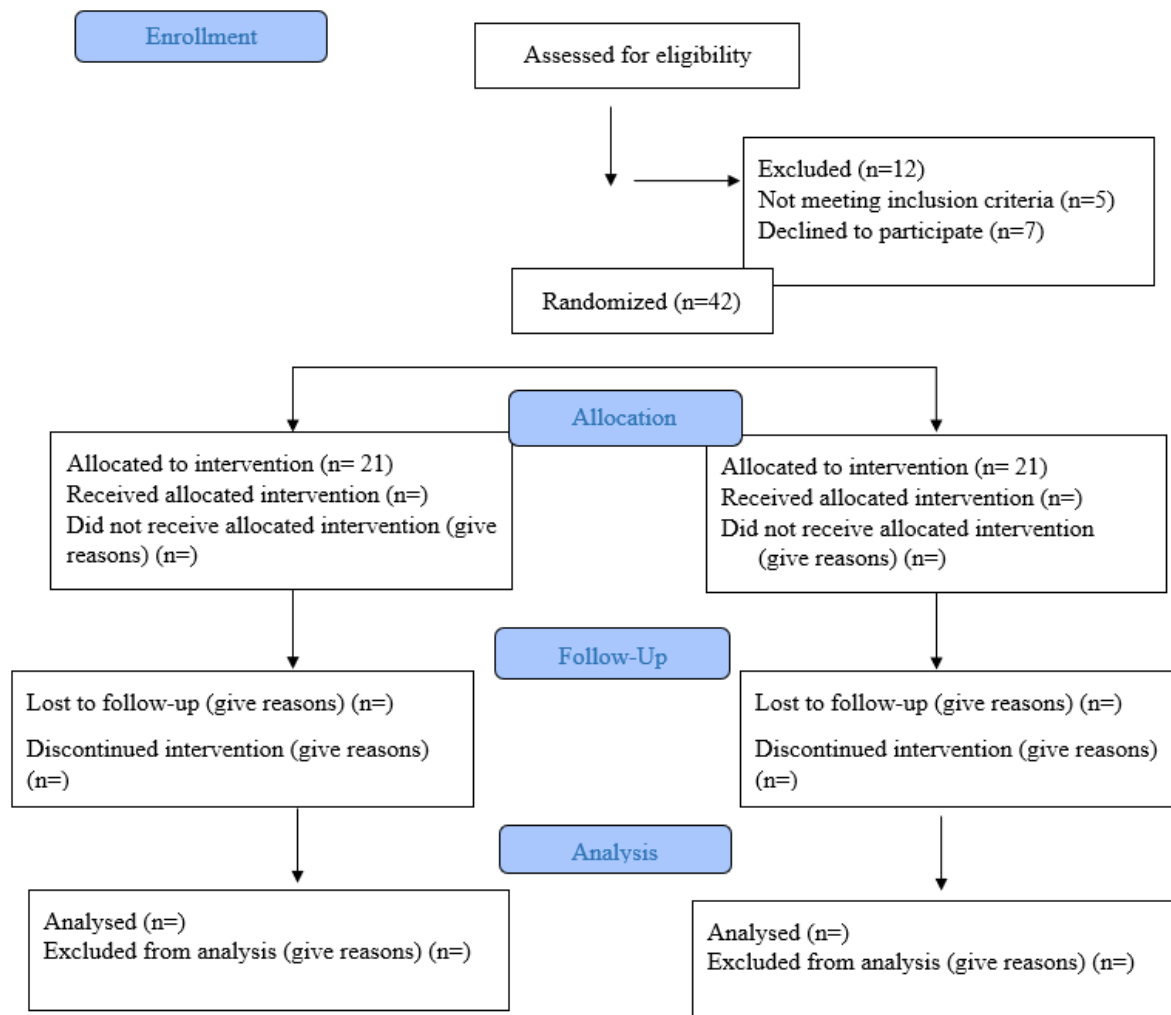 Enrollment
Assessed for eligibility
Excluded (n=12)
Not meeting inclusion criteria (n=5)
Declined to participate (n=7)
Randomized (n=42)
Allocation
Allocated to intervention (n= 21)
Received allocated intervention (n=)
Did not receive allocated intervention (give
reasons) (n=)
Allocated to intervention (n= 21)
Received allocated intervention (n=)
Did not receive allocated intervention
(give reasons) (n=)
Follow-Up
Lost to follow-up (give reasons) (n=)
Discontinued intervention (give reasons)
(n=)
Lost to follow-up (give reasons) (n=)
Discontinued intervention (give reasons)
(n=)
Analysis
Analysed (n=)
Excluded from analysis (give reasons) (n=)
Analysed (n=)
Excluded from analysis (give reasons) (n=)